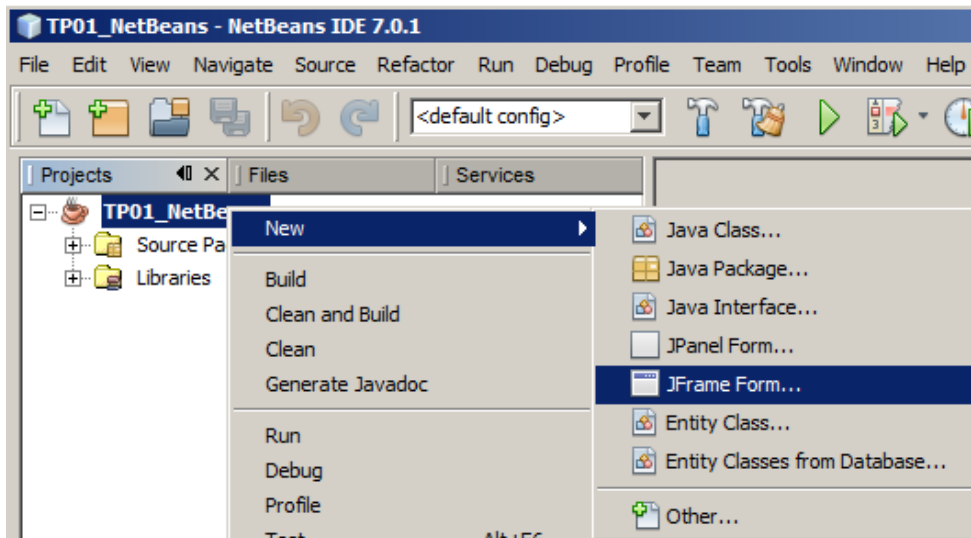 TP01_NetBeans - NetBeans IDE 7.0.1
File Edit View Navigate Source Refactor Run Debug Profile Team Tools Window Help
<default config>
Projects Files Services
TP01_NetBe
New
Source Pa
Libraries
Build
Clean and Build
Clean
Generate Javadoc
Run
Debug
Profile
Java Class...
Java Package...
Java Interface...
JPanel Form...
JFrame Form...
Entity Class...
Entity Classes from Database...
Other...